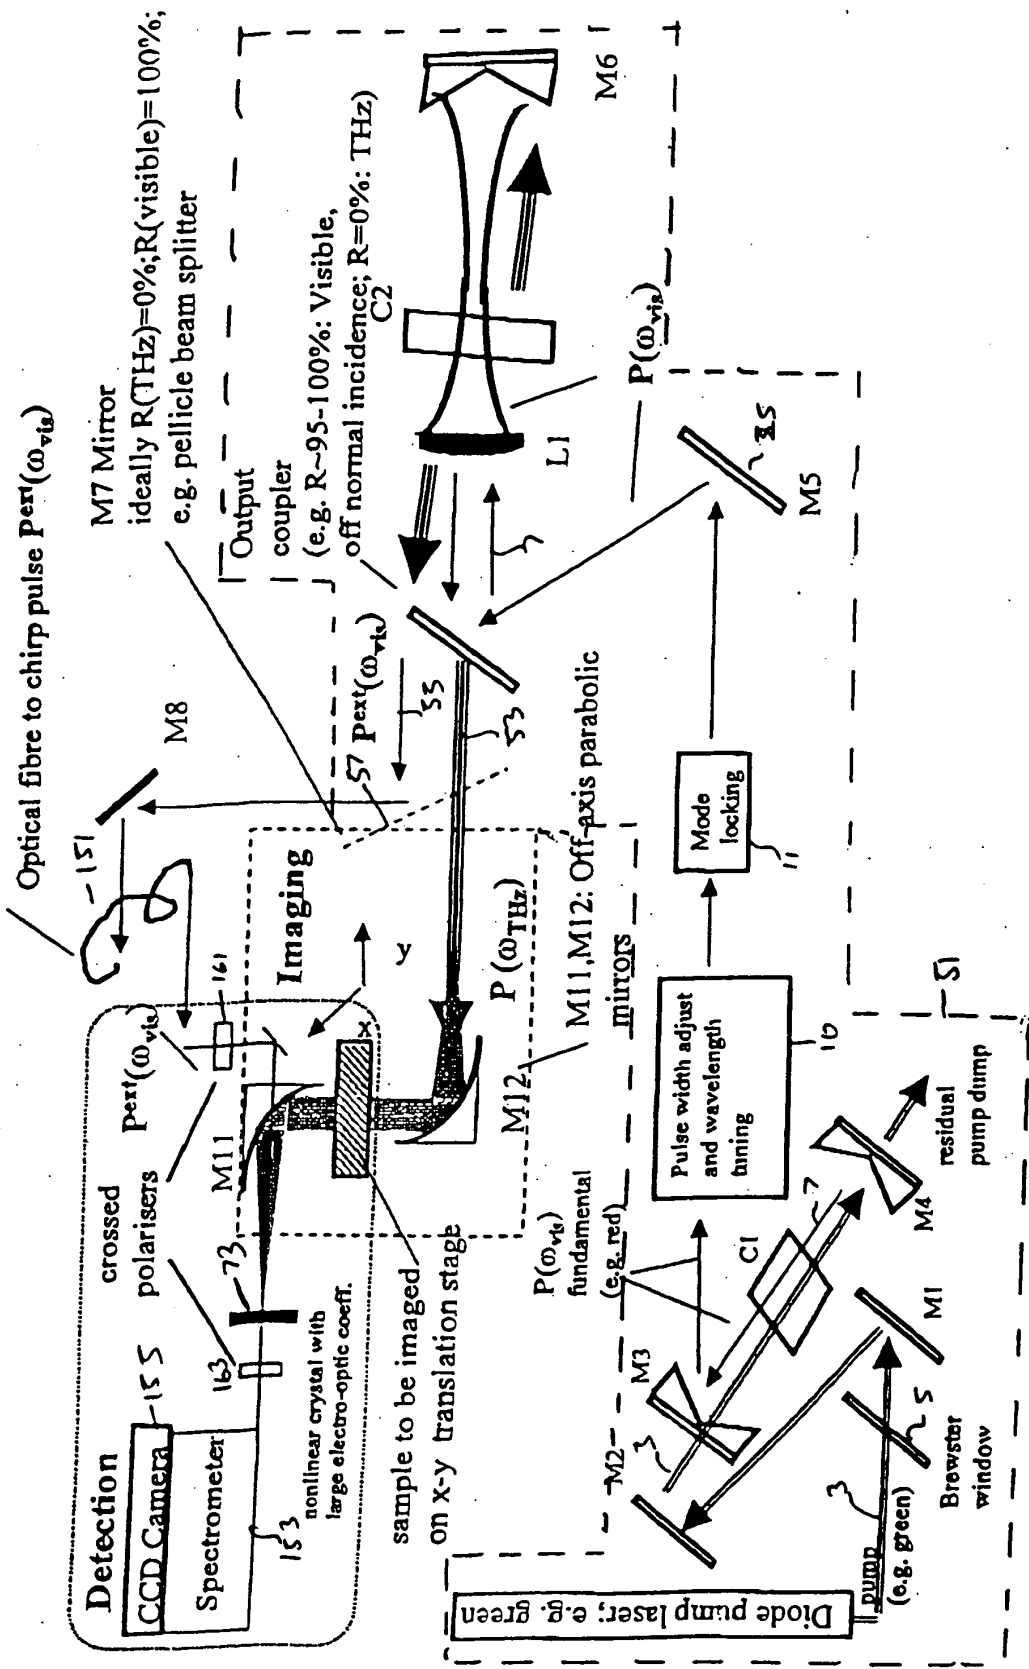 Optical fibre to chirp pulse Pext(ωvis)
M7 Mirror
ideally R(THz)=0%;R(visible)=100%;
e.g. pellicle beam splitter
Output
coupler
(e.g. R~95-100%: Visible,
off normal incidence; R=0%: THz)
C2
M6
L1
P(ωvis)
7
M8
151
Pext(ωvis)
55
57
53
M5
Detection
CCD Camera
155
Spectrometer
153
crossed
polarisers
163
73
nonlinear crystal with
large electro-optic coeff.
Pext(ωvis)
161
M11
Imaging
x
y
P(ωTHz)
M12
M11,M12: Off-axis parabolic
mirrors
sample to be imaged
on x-y translation stage
Mode
locking
11
Pulse width adjust
and wavelength
tuning
10
P(ωvis)
fundamental
(e.g. red)
51
M2
M3
3
C1
7
M4
residual
pump dump
M1
5
Brewster
window
3
pump
(e.g. green)
Diode pump laser; e.g. green